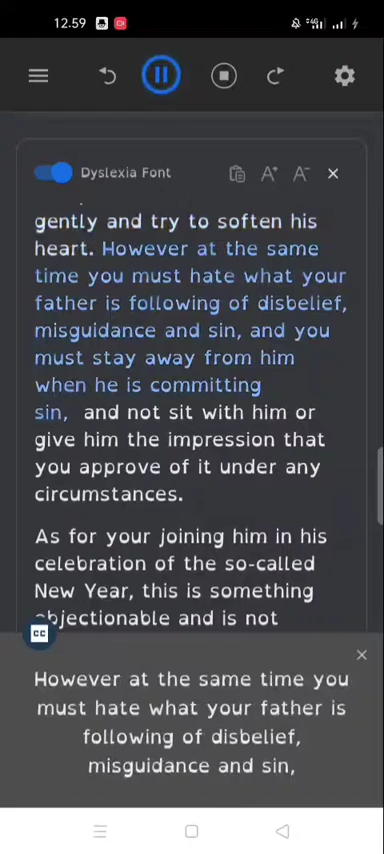 12.59
4G
Dyslexia Font
A+
A-
gently and try to soften his
heart. However at the same
time you must hate what your
father is following of disbelief,
misguidance and sin, and you
must stay away from him
when he is committing
sin, and not sit with him or
give him the impression that
you approve of it under any
circumstances.
As for your joining him in his
celebration of the so-called
New Year, this is something
objectionable and is not
CC
However at the same time you
must hate what your father is
following of disbelief,
misguidance and sin,